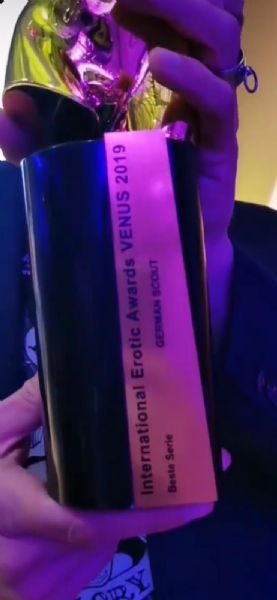 International Erotic Awards VENUS 2019
GERMAN SCOUT
Beste Serie